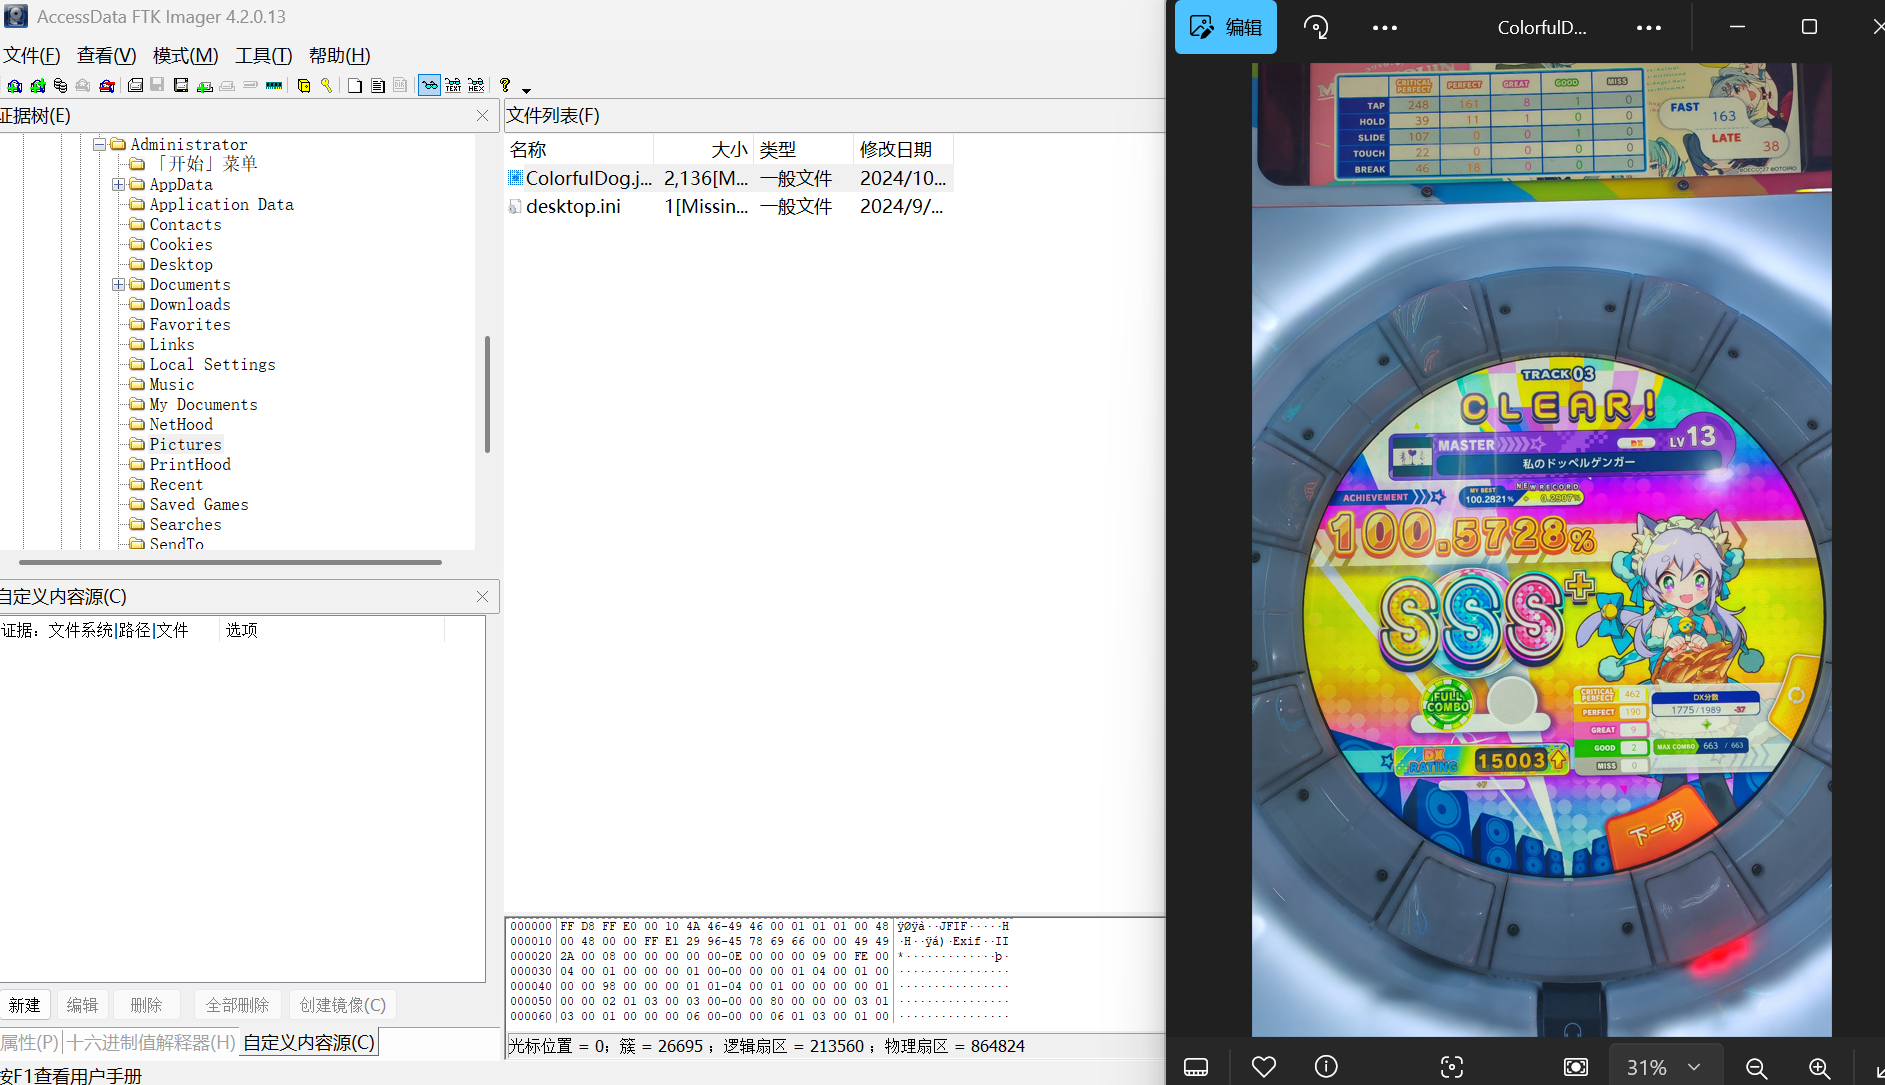 AccessData FTK Imager 4.2.0.13
文件(F) 查看(V) 模式(M) 工具(T) 帮助(H)
证据树(E)
Administrator
「开始」菜单
AppData
Application Data
Contacts
Cookies
Desktop
Documents
Downloads
Favorites
Links
Local Settings
Music
My Documents
NetHood
Pictures
PrintHood
Recent
Saved Games
Searches
SendTo
自定义内容源(C)
证据：文件系统|路径|文件 选项
新建 编辑 删除 全部删除 创建镜像(C)
属性(P) 十六进制值解释器(H) 自定义内容源(C)
按F1查看用户手册
文件列表(F)
名称 大小 类型 修改日期
ColorfulDog.j... 2,136[M... 一般文件 2024/10...
desktop.ini 1[Missin... 一般文件 2024/9/...
000000 FF D8 FF E0 00 10 4A 46-49 46 00 01 01 01 00 48 ÿØÿà··JFIF·····H
000010 00 48 00 00 FF E1 29 96-45 78 69 66 00 00 49 49 ·H··ÿá)·Exif··II
000020 2A 00 08 00 00 00 00 00-0E 00 00 00 09 00 FE 00 *·············þ·
000030 04 00 01 00 00 00 01 00-00 00 00 01 04 00 01 00 ················
000040 00 00 98 00 00 00 01 01-04 00 01 00 00 00 00 01 ················
000050 00 00 02 01 03 00 03 00-00 00 80 00 00 00 03 01 ················
000060 03 00 01 00 00 00 06 00-00 00 06 01 03 00 01 00 ················
光标位置 = 0；簇 = 26695；逻辑扇区 = 213560；物理扇区 = 864824
编辑
ColorfulD...
CRITICAL PERFECT PERFECT GREAT GOOD MISS
TAP 248 161 8 1 0
HOLD 39 11 1 0 0
SLIDE 107 0 0 1 0
TOUCH 22 0 0 0 0
BREAK 46 18 0 0 0
FAST 163
LATE 38
TRACK 03
CLEAR!
MASTER DX LV 13
私のドッペルゲンガー
ACHIEVEMENT MY BEST 100.2821% NEW RECORD + 0.2907%
100.5728%
SSS+
FULL COMBO
CRITICAL PERFECT 462
PERFECT 190
GREAT 9
GOOD 2
MISS 0
DX分数
1775/1989 -37
MAX COMBO 663 / 663
DX RATING 15003
+7
下一步
31%